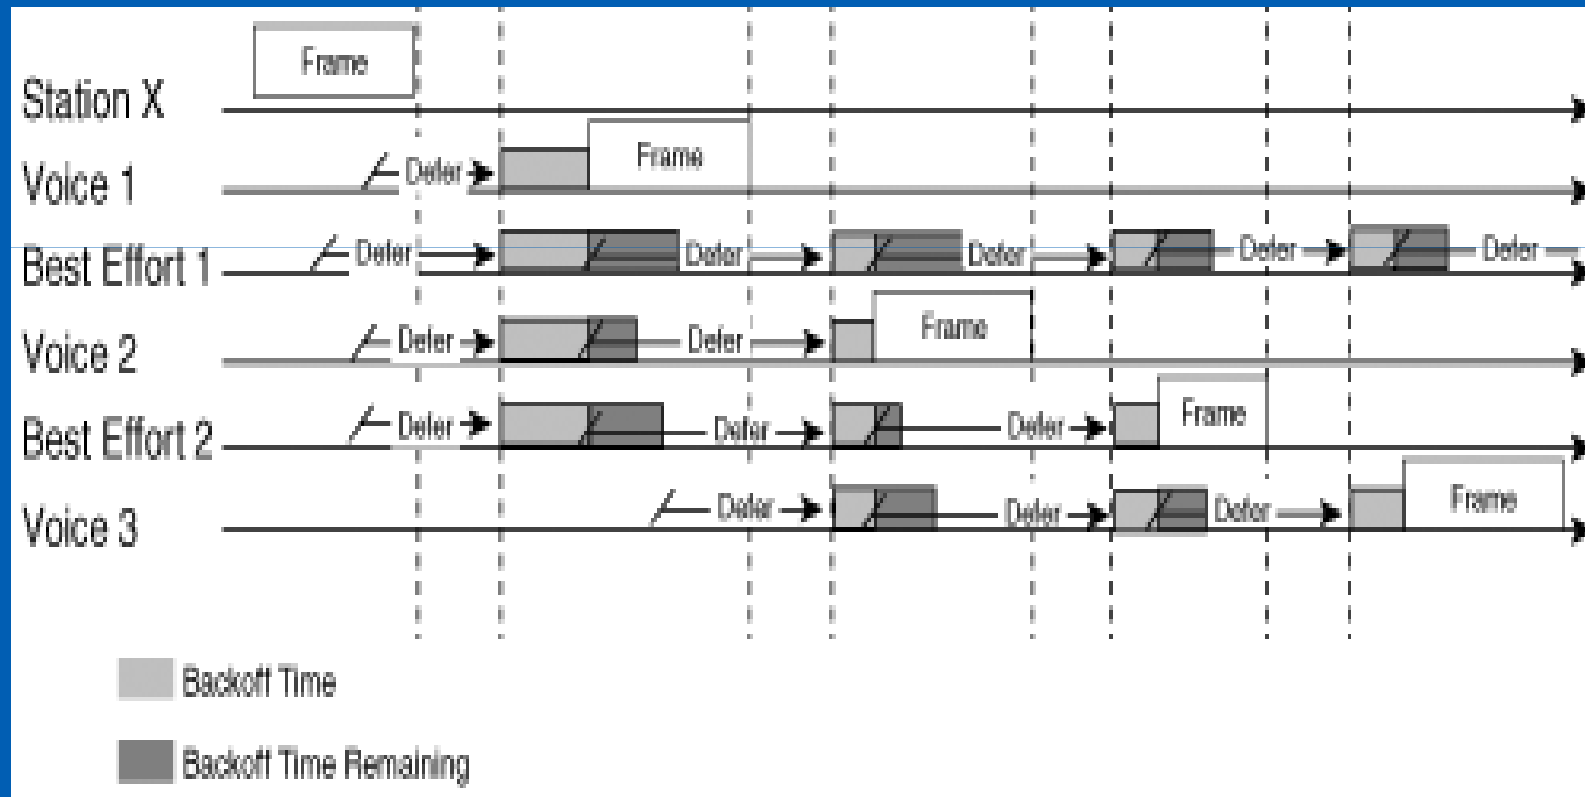 Frame
Station X
Defer Frame
Voice 1
Defer Defer Defer Defer Defer
Best Effort 1
Defer Defer Frame
Voice 2
Defer Defer Defer Frame
Best Effort 2
Defer Defer Defer Frame
Voice 3
Backoff Time
Backoff Time Remaining